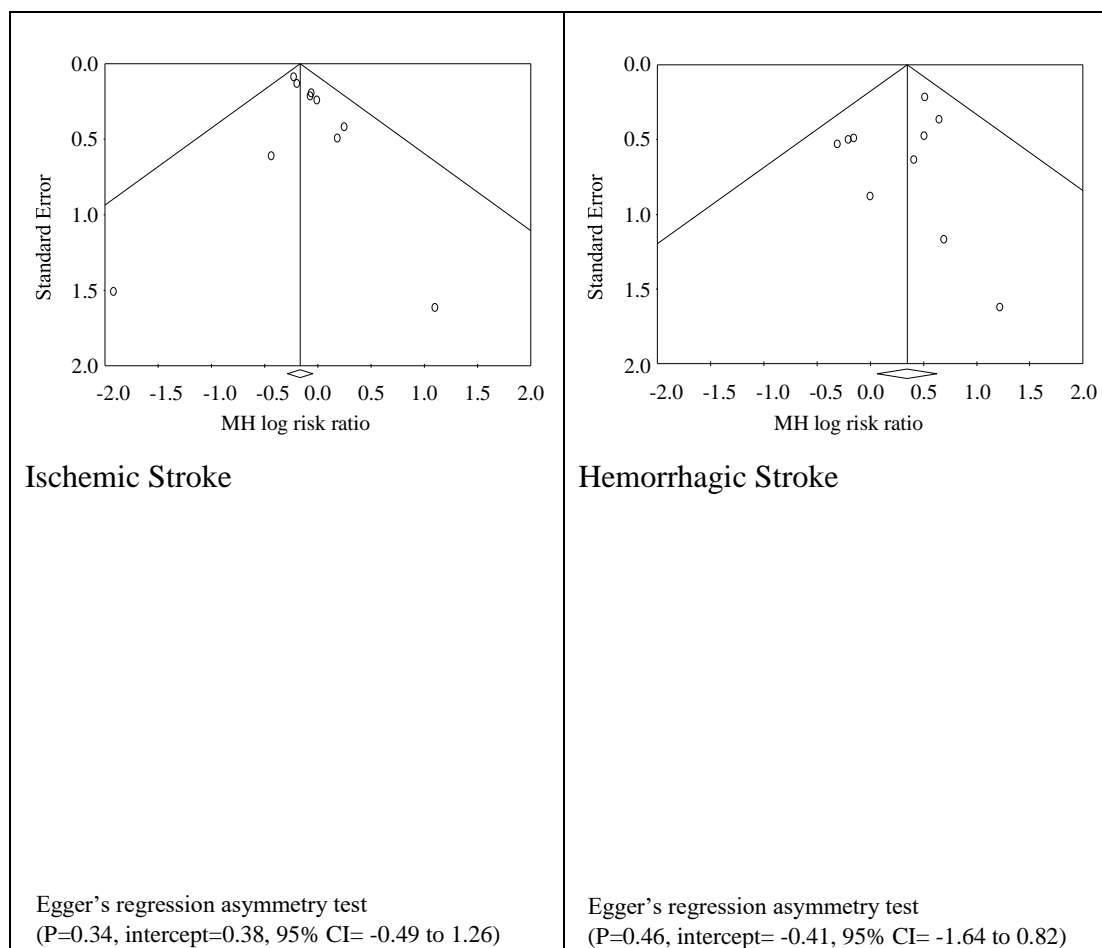 0.0
0.5
1.0
1.5
2.0
Standard Error
-2.0 -1.5 -1.0 -0.5 0.0 0.5 1.0 1.5 2.0
MH log risk ratio
Ischemic Stroke
Egger’s regression asymmetry test
(P=0.34, intercept=0.38, 95% CI= -0.49 to 1.26)
0.0
0.5
1.0
1.5
2.0
Standard Error
-2.0 -1.5 -1.0 -0.5 0.0 0.5 1.0 1.5 2.0
MH log risk ratio
Hemorrhagic Stroke
Egger’s regression asymmetry test
(P=0.46, intercept= -0.41, 95% CI= -1.64 to 0.82)